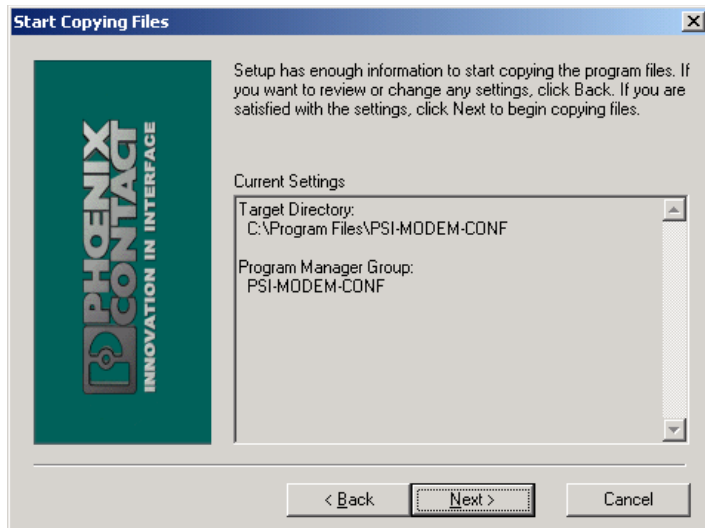 Start Copying Files
PHOENIX
CONTACT
INNOVATION IN INTERFACE
Setup has enough information to start copying the program files. If
you want to review or change any settings, click Back. If you are
satisfied with the settings, click Next to begin copying files.
Current Settings
Target Directory:
C:\Program Files\PSI-MODEM-CONF
Program Manager Group:
PSI-MODEM-CONF
< Back
Next >
Cancel